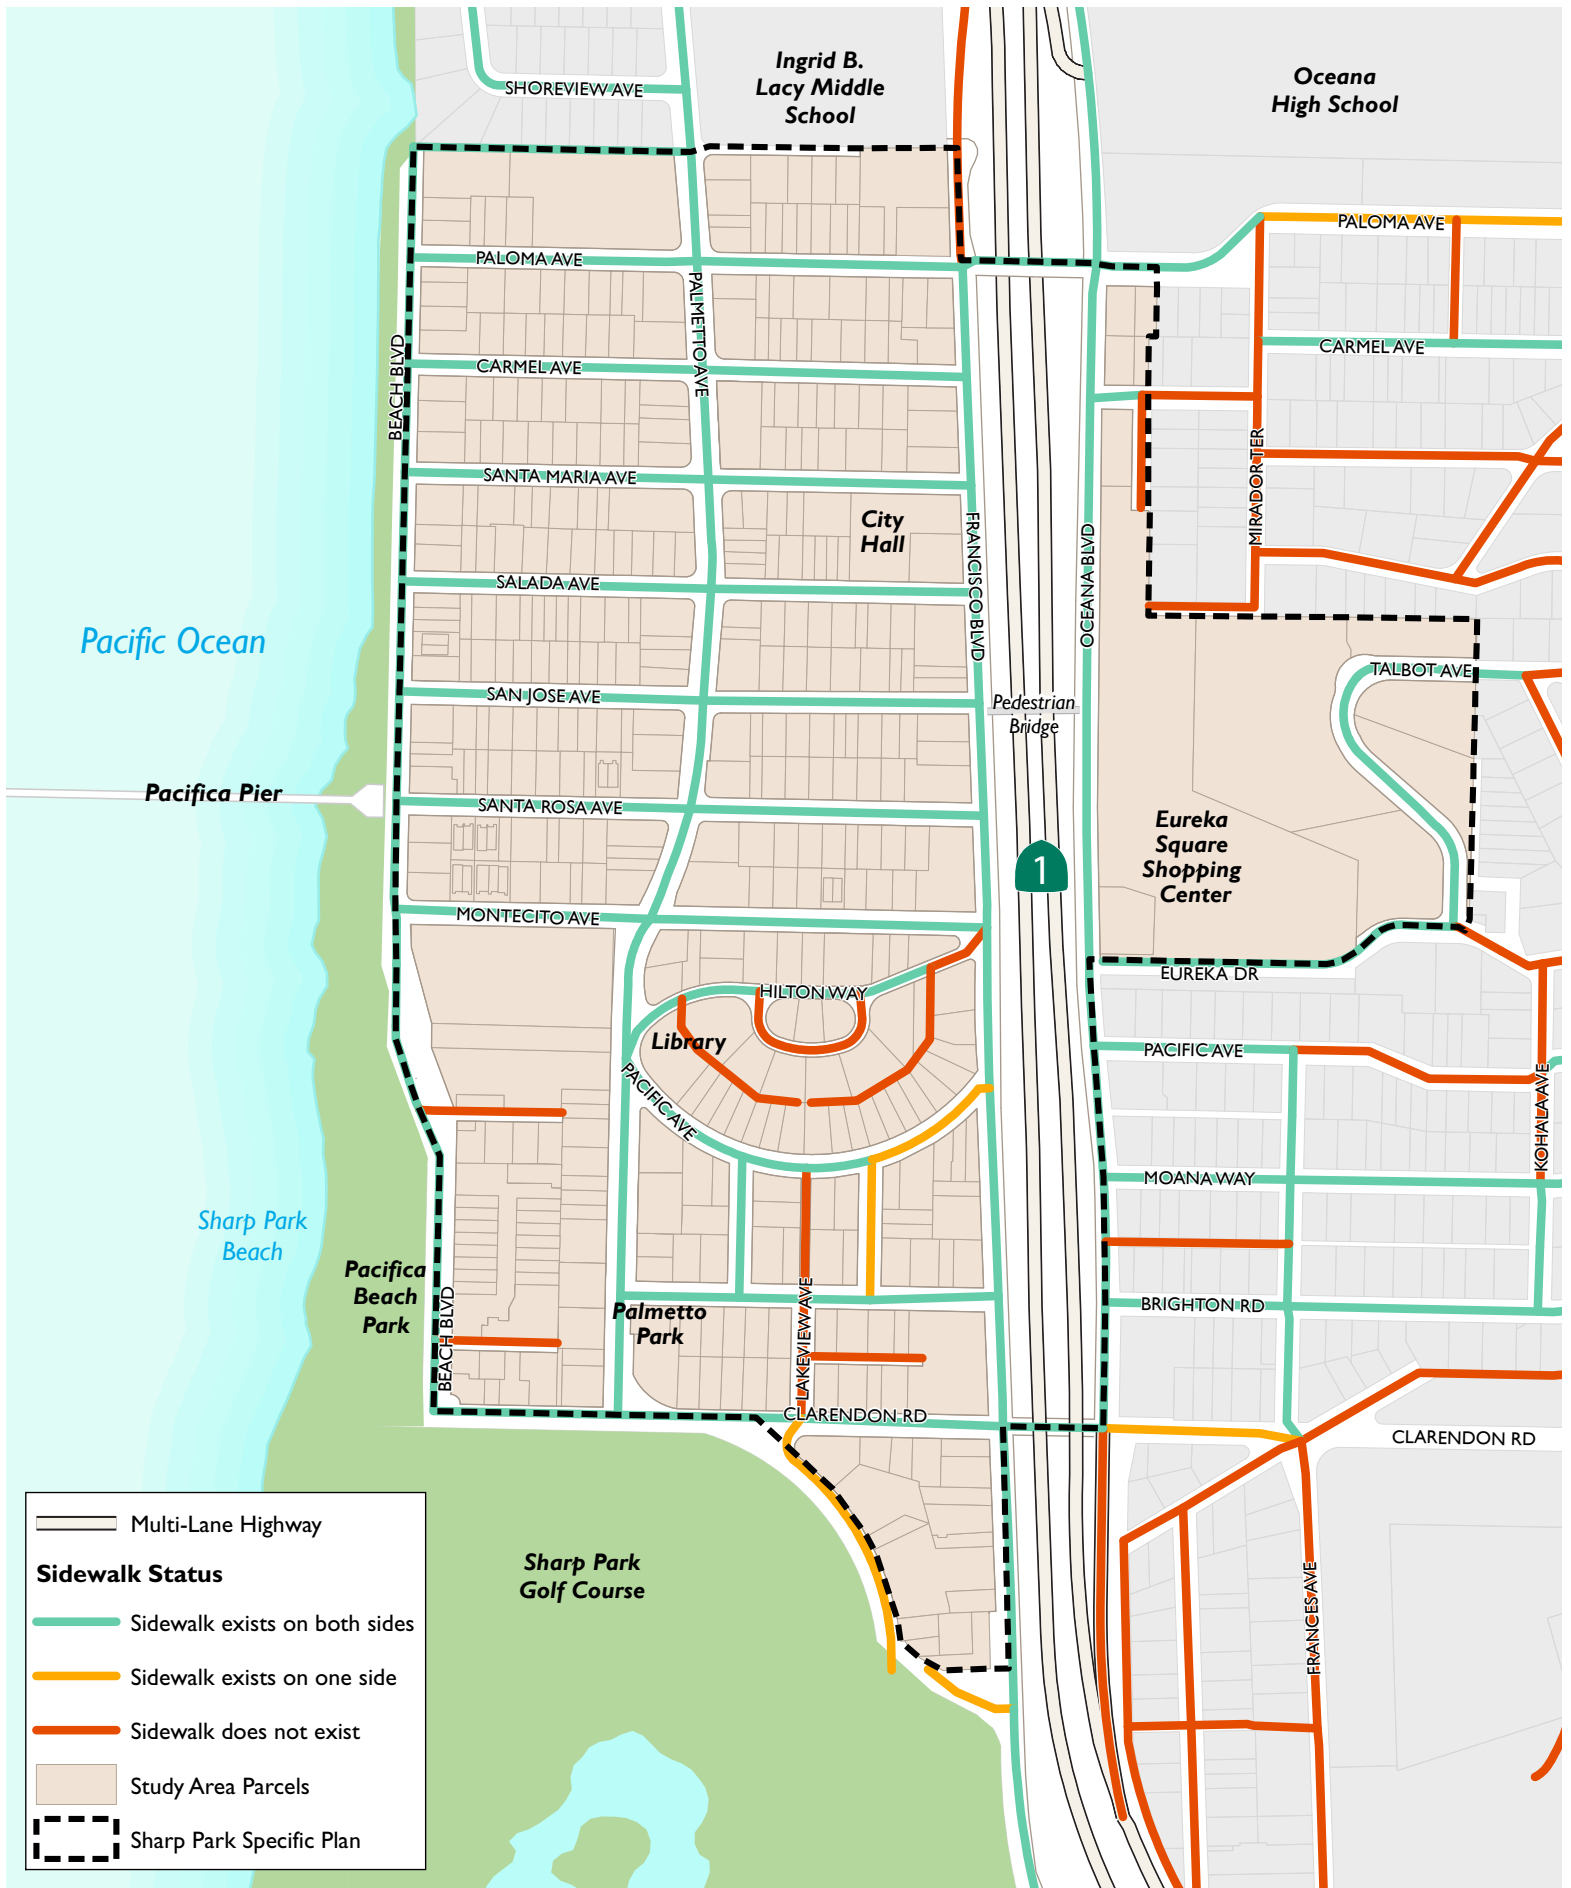 Ingrid B.
Lacy Middle
School
Oceana
High School
SHOREVIEW AVE
PALOMA AVE
PALOMA AVE
PALMETTO AVE
BEACH BLVD
CARMEL AVE
CARMEL AVE
SANTA MARIA AVE
MIRADOR TER
City
Hall
FRANCISCO BLVD
OCEANA BLVD
SALADA AVE
Pacific Ocean
TALBOT AVE
SAN JOSE AVE
Pedestrian
Bridge
Pacifica Pier
SANTA ROSA AVE
Eureka
Square
Shopping
Center
1
MONTECITO AVE
EUREKA DR
HILTON WAY
Library
PACIFIC AVE
PACIFIC AVE
KOHALA AVE
MOANA WAY
Sharp Park
Beach
Pacifica
Beach
Park
BEACH BLVD
Palmetto
Park
LAKEVIEW AVE
BRIGHTON RD
CLARENDON RD
CLARENDON RD
FRANCES AVE
Sharp Park
Golf Course
Multi-Lane Highway
Sidewalk Status
Sidewalk exists on both sides
Sidewalk exists on one side
Sidewalk does not exist
Study Area Parcels
Sharp Park Specific Plan